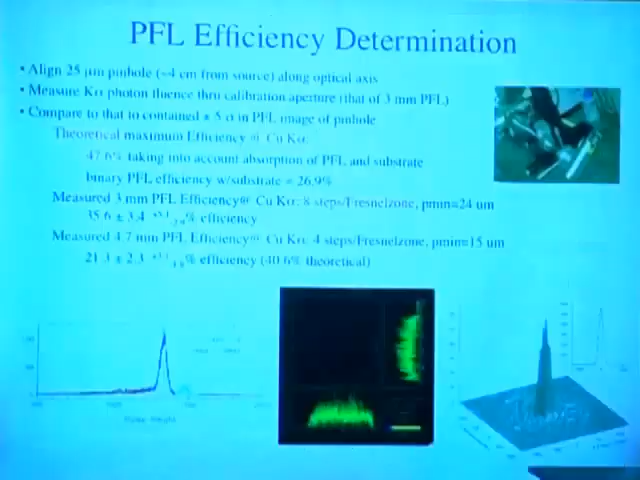 PFL Efficiency Determination
• Align 25 μm pinhole (~4 cm from source) along optical axis
• Measure Kα photon fluence thru calibration aperture (that of 3 mm PFL)
• Compare to that to contained ± 5 σ in PFL image of pinhole
Theoretical maximum Efficiency @ Cu Kα:
47.6% taking into account absorption of PFL and substrate
binary PFL efficiency w/substrate = 26.9%
Measured 3 mm PFL Efficiency@ Cu Kα: 8 steps/Fresnelzone, pmin=24 um
35.6 ± 3.4 % efficiency
Measured 4.7 mm PFL Efficiency@ Cu Kα: 4 steps/Fresnelzone, pmin=15 um
21.3 ± 2.3 % efficiency (40.6% theoretical)
Pulse Height